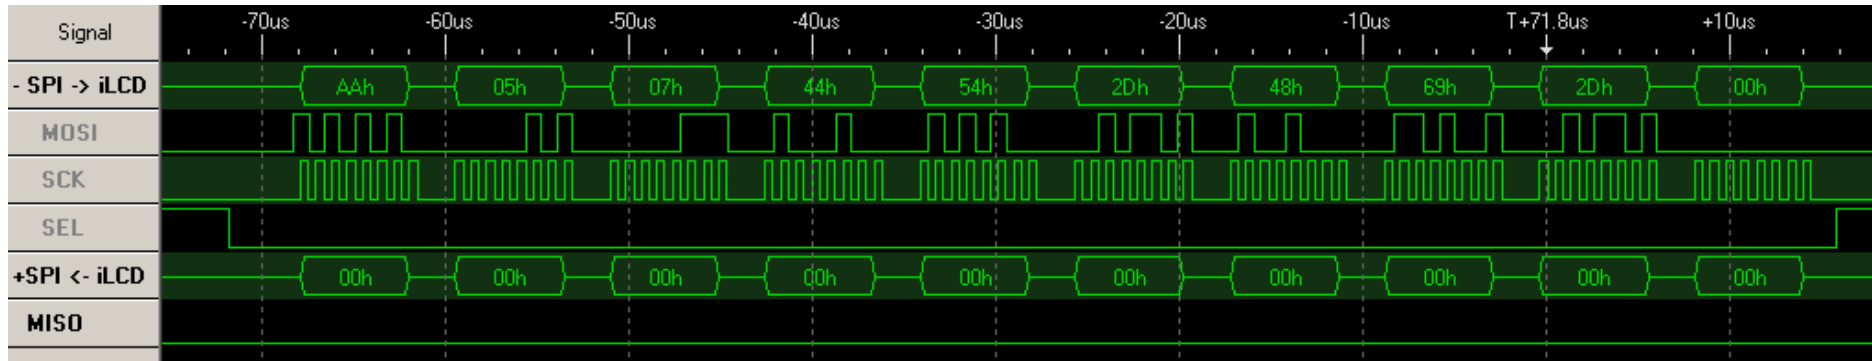 Signal -70us -60us -50us -40us -30us -20us -10us T+71.8us +10us
- SPI -> iLCD AAh 05h 07h 44h 54h 2Dh 48h 69h 2Dh 00h
MOSI
SCK
SEL
+SPI <- iLCD 00h 00h 00h 00h 00h 00h 00h 00h 00h 00h
MISO